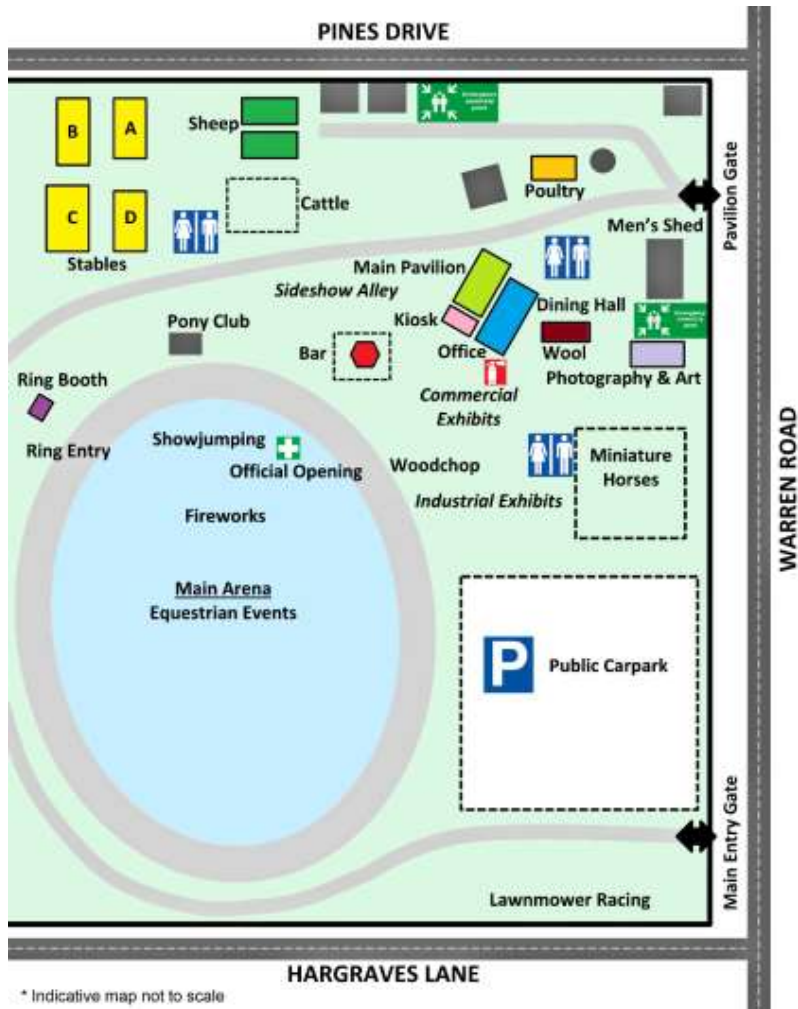 PINES DRIVE
B
A
Sheep
C
D
Cattle
Poultry
Stables
Pavilion Gate
Men's Shed
Main Pavilion
Sideshow Alley
Dining Hall
Kiosk
Office
Wool
Pony Club
Bar
Photography & Art
Commercial
Exhibits
Ring Booth
Ring Entry
Showjumping
Official Opening
Woodchop
Miniature
Horses
Industrial Exhibits
Fireworks
WARREN ROAD
Main Arena
Equestrian Events
P
Public Carpark
Main Entry Gate
Lawnmower Racing
HARGRAVES LANE
* Indicative map not to scale